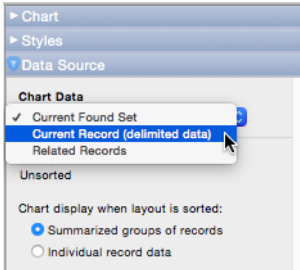 Chart
Styles
Data Source
Chart Data
Current Found Set
Current Record (delimited data)
Related Records
Unsorted
Chart display when layout is sorted:
Summarized groups of records
Individual record data